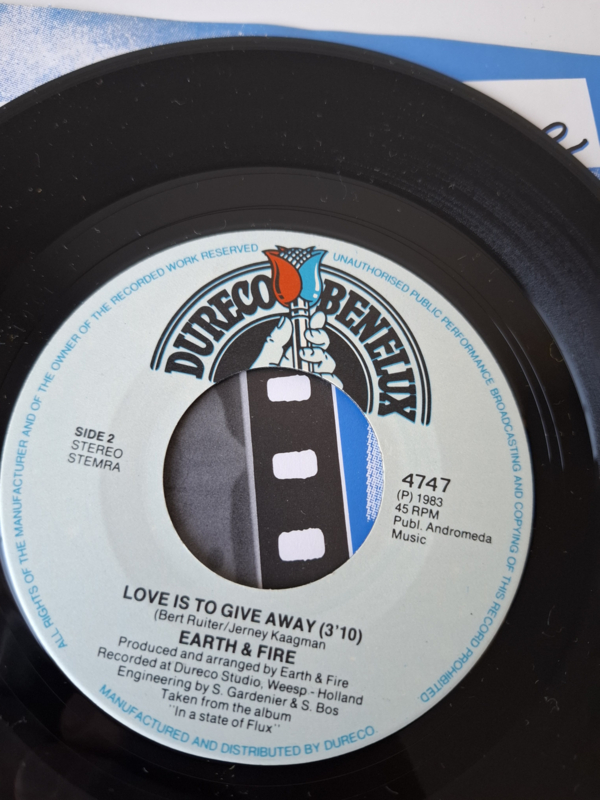 DURECO BENELUX
ALL RIGHTS OF THE MANUFACTURER AND OF THE OWNER OF THE RECORDED WORK RESERVED
UNAUTHORISED PUBLIC PERFORMANCE BROADCASTING AND COPYING OF THIS RECORD PROHIBITED.
SIDE 2
STEREO
STEMRA
4747
(P) 1983
45 RPM
Publ. Andromeda
Music
LOVE IS TO GIVE AWAY (3'10)
(Bert Ruiter/Jerney Kaagman
EARTH & FIRE
Produced and arranged by Earth & Fire
Recorded at Dureco Studio, Weesp - Holland
Engineering by S. Gardenier & S. Bos
Taken from the album
"In a state of Flux"
MANUFACTURED AND DISTRIBUTED BY DURECO.